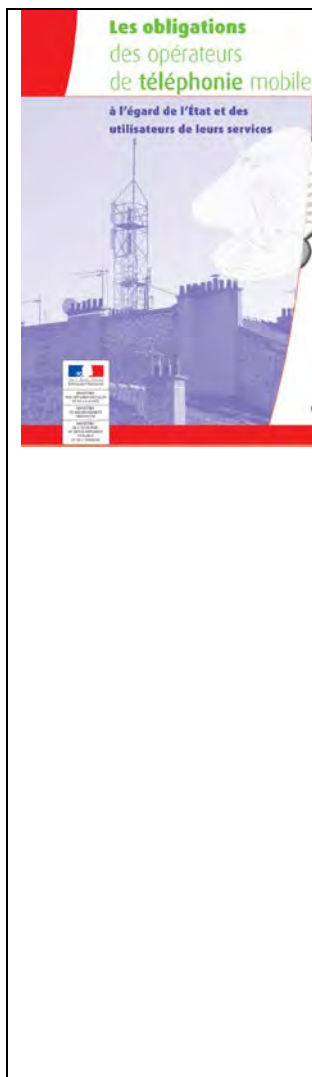 Les obligations
des opérateurs
de téléphonie mobile
à l'égard de l'État et des
utilisateurs de leurs services